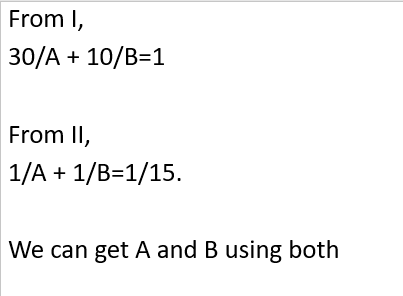 From I,
30/A + 10/B=1
From II,
1/A + 1/B=1/15.
We can get A and B using both